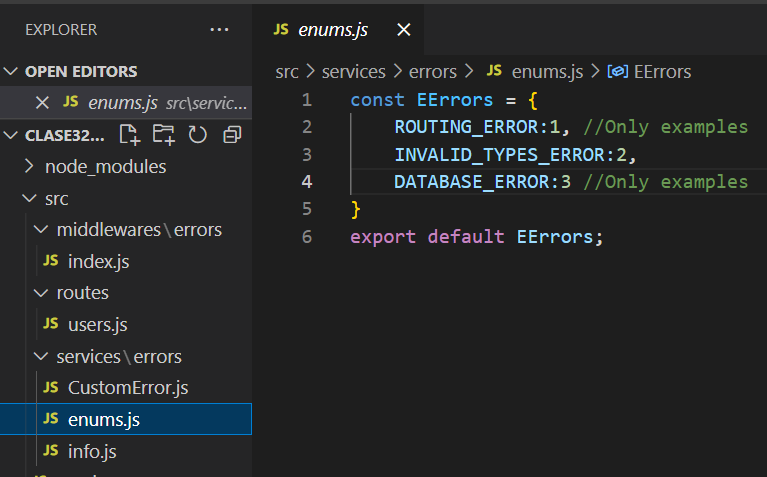 EXPLORER ...
OPEN EDITORS
JS enums.js src\servic...
CLASE32...
node_modules
src
middlewares\errors
JS index.js
routes
JS users.js
services\errors
JS CustomError.js
JS enums.js
JS info.js
JS enums.js
src > services > errors > JS enums.js > EErrors
1 const EErrors = {
2 ROUTING_ERROR:1, //Only examples
3 INVALID_TYPES_ERROR:2,
4 DATABASE_ERROR:3 //Only examples
5 }
6 export default EErrors;